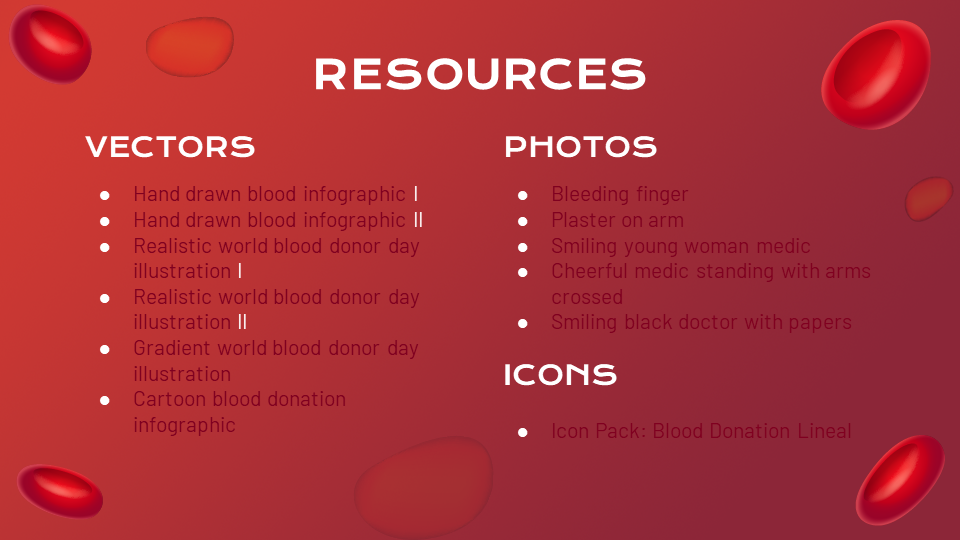 RESOURCES
VECTORS
● Hand drawn blood infographic I
● Hand drawn blood infographic II
● Realistic world blood donor day
illustration I
● Realistic world blood donor day
illustration II
● Gradient world blood donor day
illustration
● Cartoon blood donation
infographic
PHOTOS
● Bleeding finger
● Plaster on arm
● Smiling young woman medic
● Cheerful medic standing with arms
crossed
● Smiling black doctor with papers
ICONS
● Icon Pack: Blood Donation Lineal